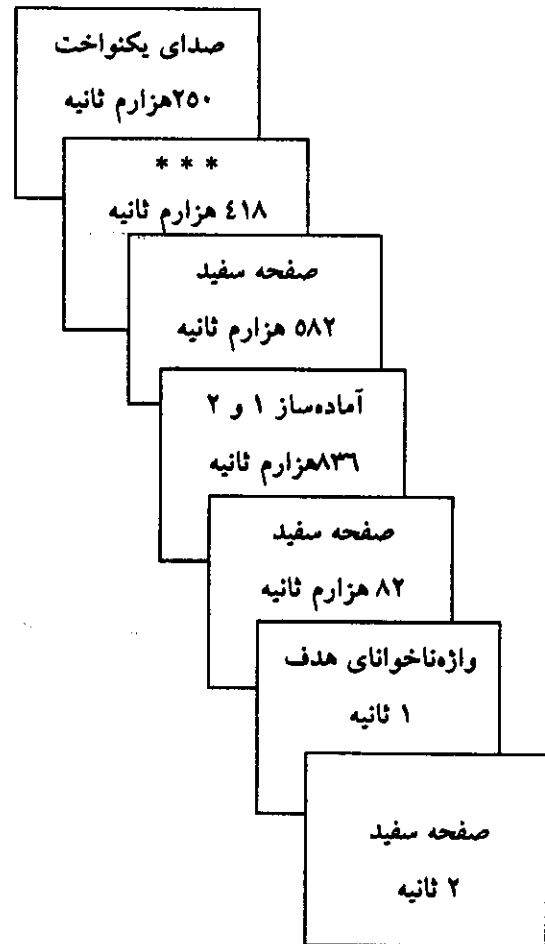 صدای یکنواخت
۲۵۰هزارم ثانیه
* * *
٤۱۸ هزارم ثانیه
صفحه سفید
۵۸۲ هزارم ثانیه
آماده‌ساز ۱ و ۲
۸۳٦هزارم ثانیه
صفحه سفید
۸۲ هزارم ثانیه
واژه‌ناخوانای هدف
۱ ثانیه
صفحه سفید
۲ ثانیه